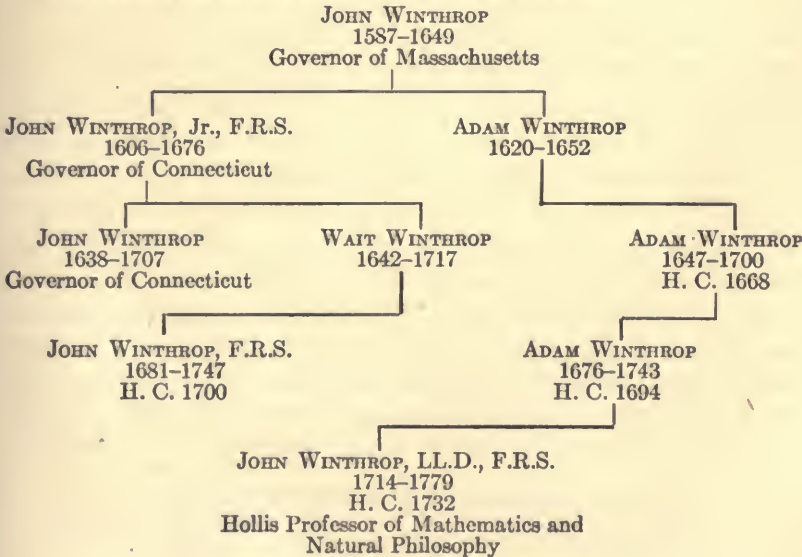 JOHN WINTHROP
1587–1649
Governor of Massachusetts
JOHN WINTHROP, Jr., F.R.S.
1606–1676
Governor of Connecticut
ADAM WINTHROP
1620–1652
JOHN WINTHROP
1638–1707
Governor of Connecticut
WAIT WINTHROP
1642–1717
ADAM WINTHROP
1647–1700
H. C. 1668
JOHN WINTHROP, F.R.S.
1681–1747
H. C. 1700
ADAM WINTHROP
1676–1743
H. C. 1694
JOHN WINTHROP, LL.D., F.R.S.
1714–1779
H. C. 1732
Hollis Professor of Mathematics and
Natural Philosophy